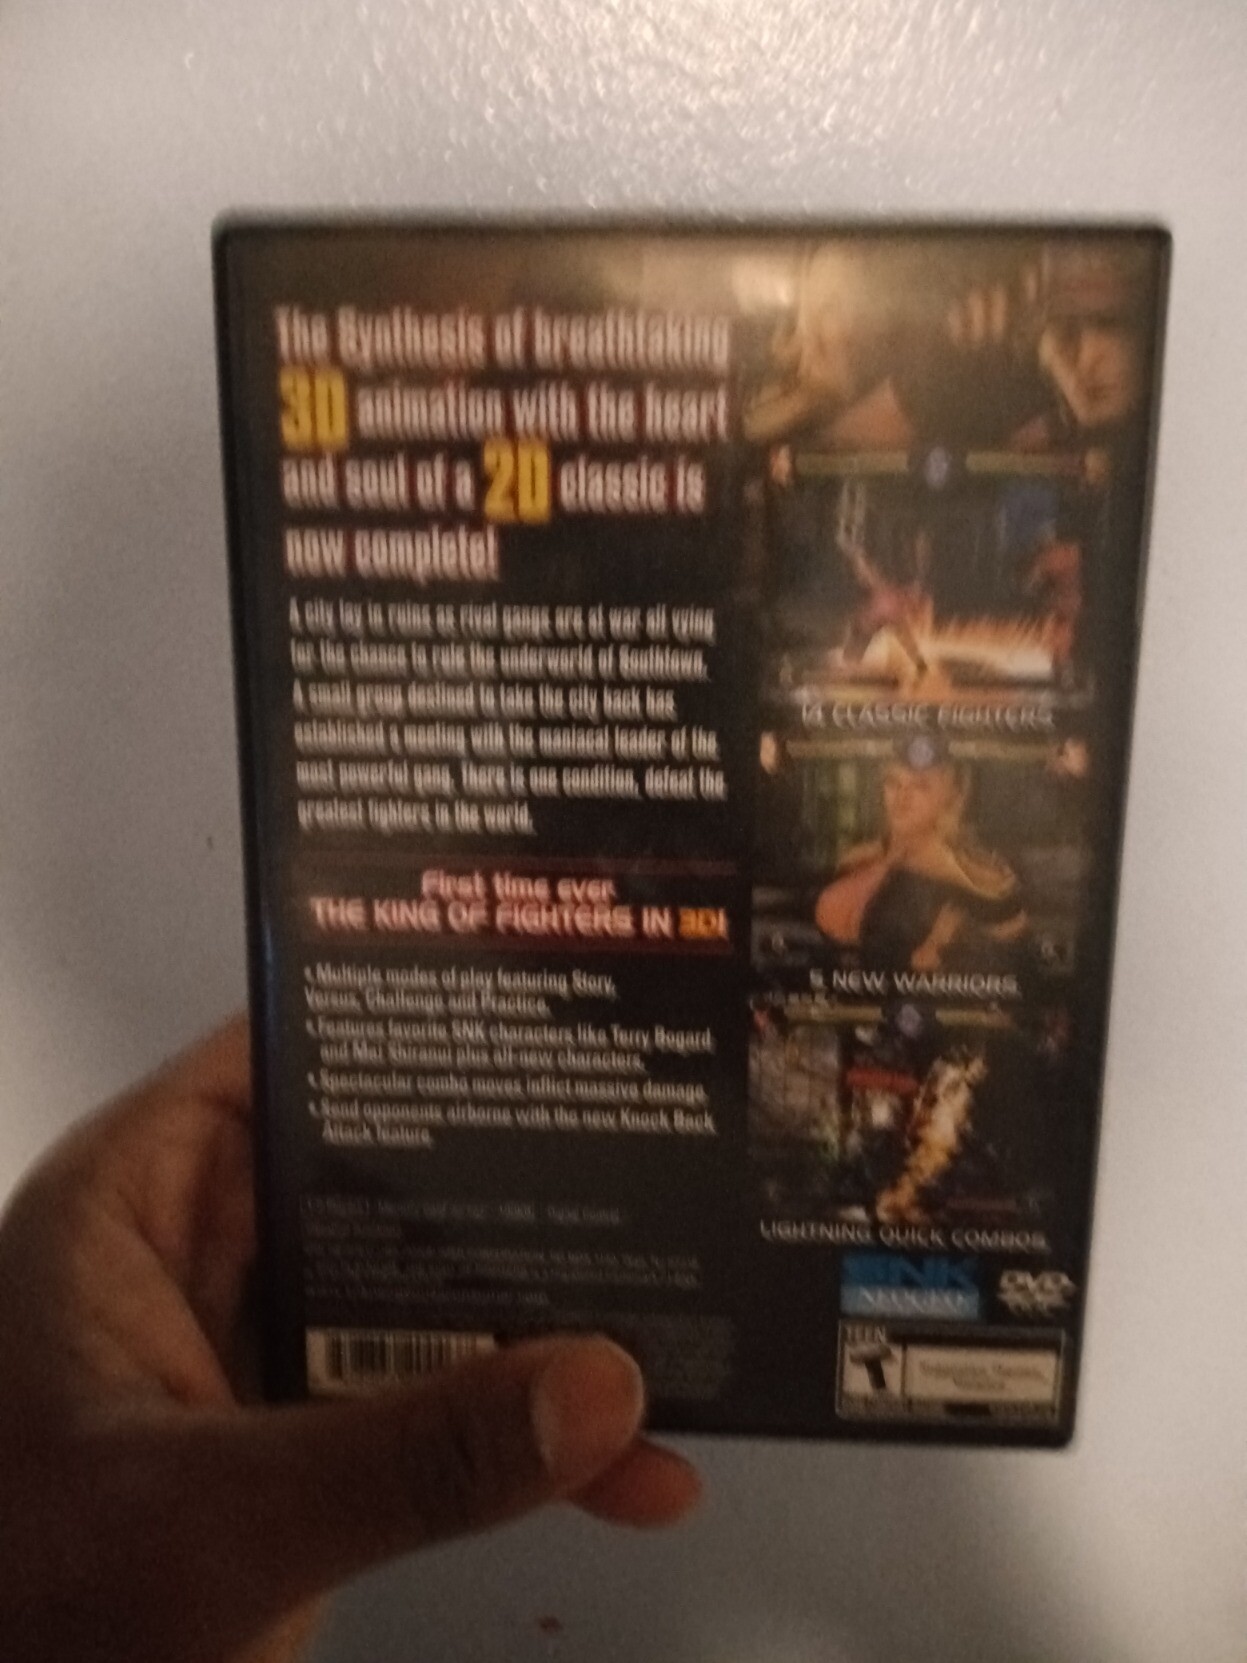 The Synthesis of breathtaking
3D animation with the heart
and soul of a 2D classic is
now complete!
A city lay in ruins as rival gangs are at war all vying
for the chance to rule the underworld of Southtown.
A small group destined to take the city back has
established a meeting with the maniacal leader of the
most powerful gang. There is one condition, defeat the
greatest fighters in the world.
First time ever
THE KING OF FIGHTERS IN 3D!
• Multiple modes of play featuring Story,
Versus, Challenge and Practice.
• Features favorite SNK characters like Terry Bogard
and Mai Shiranui plus all-new characters.
• Spectacular combo moves inflict massive damage.
• Send opponents airborne with the new Knock Back
Attack feature.
14 CLASSIC FIGHTERS
5 NEW WARRIORS
LIGHTNING QUICK COMBOS
SNK
NEOGEO
DVD
TEEN
T